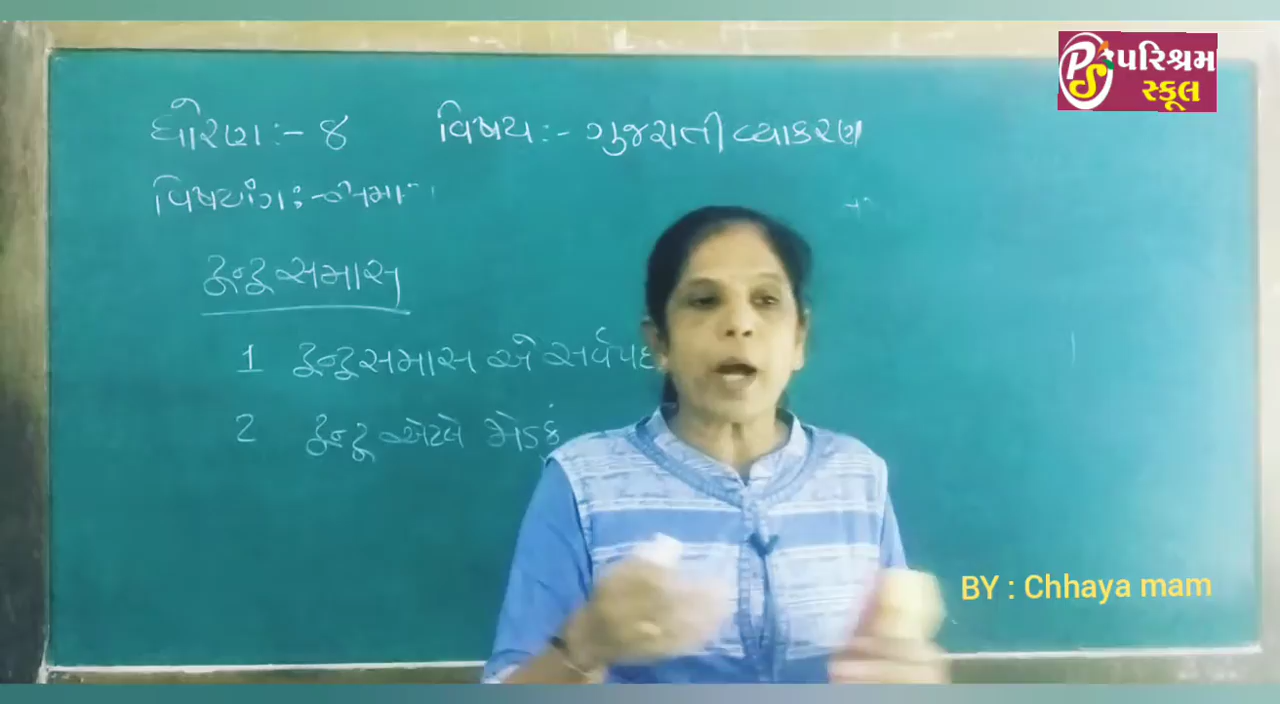 પરિશ્રમ
સ્કૂલ
ધોરણ :- ૪ વિષય :- ગુજરાતી વ્યાકરણ
વિષયાંગ :- સમા
દ્વન્દ્વ સમાસ
1 દ્વન્દ્વ સમાસ એ સર્વપદ
2 દ્વન્દ્વ એટલે જોડકું
BY : Chhaya mam